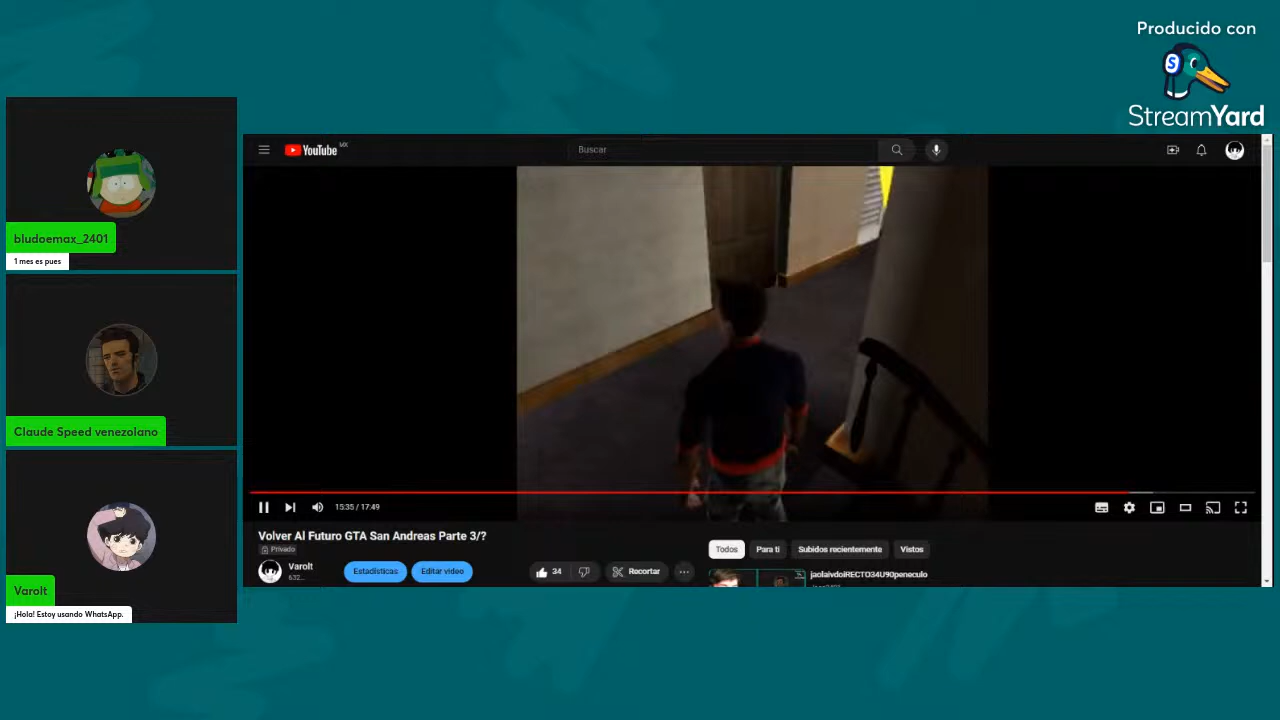 Producido con
StreamYard
bludoemax_2401
1 mes es pues
Claude Speed venezolano
Varolt
¡Hola! Estoy usando WhatsApp.
YouTube MX
Buscar
15:35 / 17:49
Volver Al Futuro GTA San Andreas Parte 3/?
Privado
Varolt
632...
Estadísticas
Editar video
34
Recortar
Todos
Para ti
Subidos recientemente
Vistos